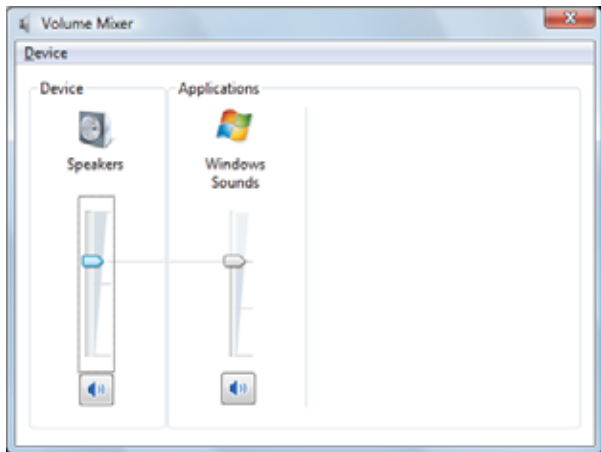 Volume Mixer
Device
Device
Applications
Speakers
Windows
Sounds